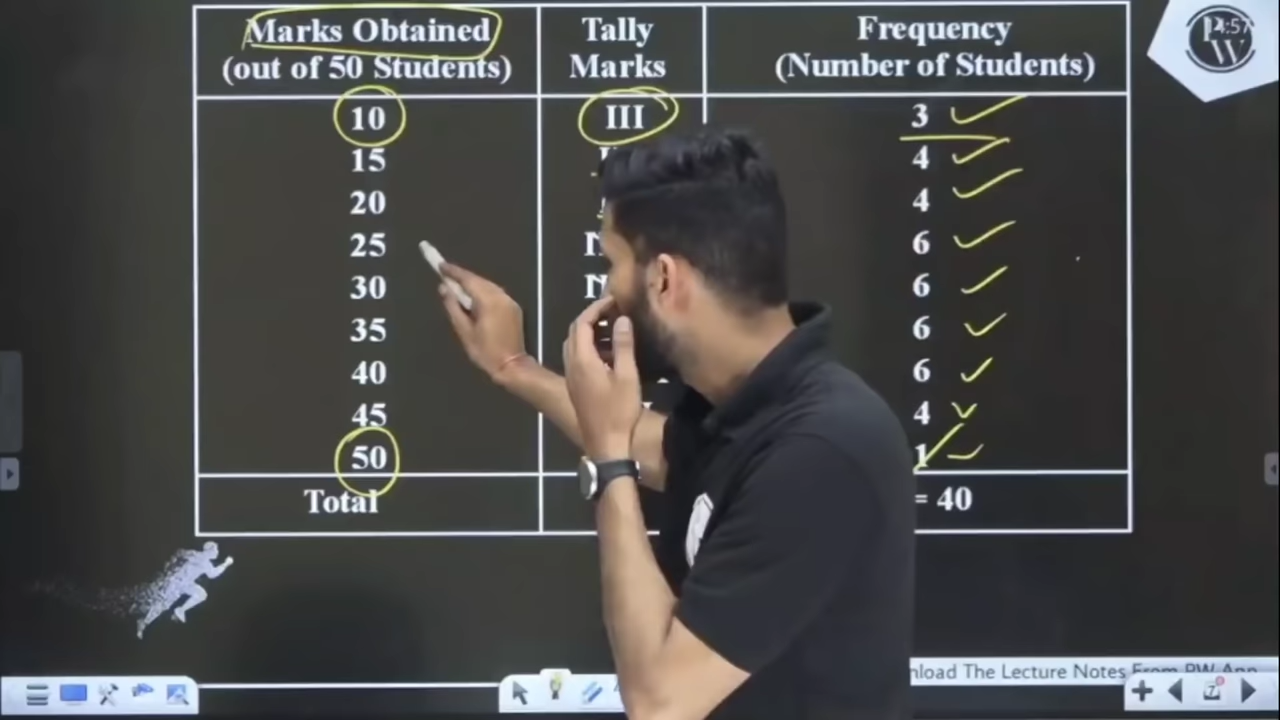 Marks Obtained
(out of 50 Students)
Tally
Marks
Frequency
(Number of Students)
10 III 3
15 4
20 4
25 6
30 6
35 6
40 6
45 4
50 1
Total = 40
The Lecture Notes From PW App